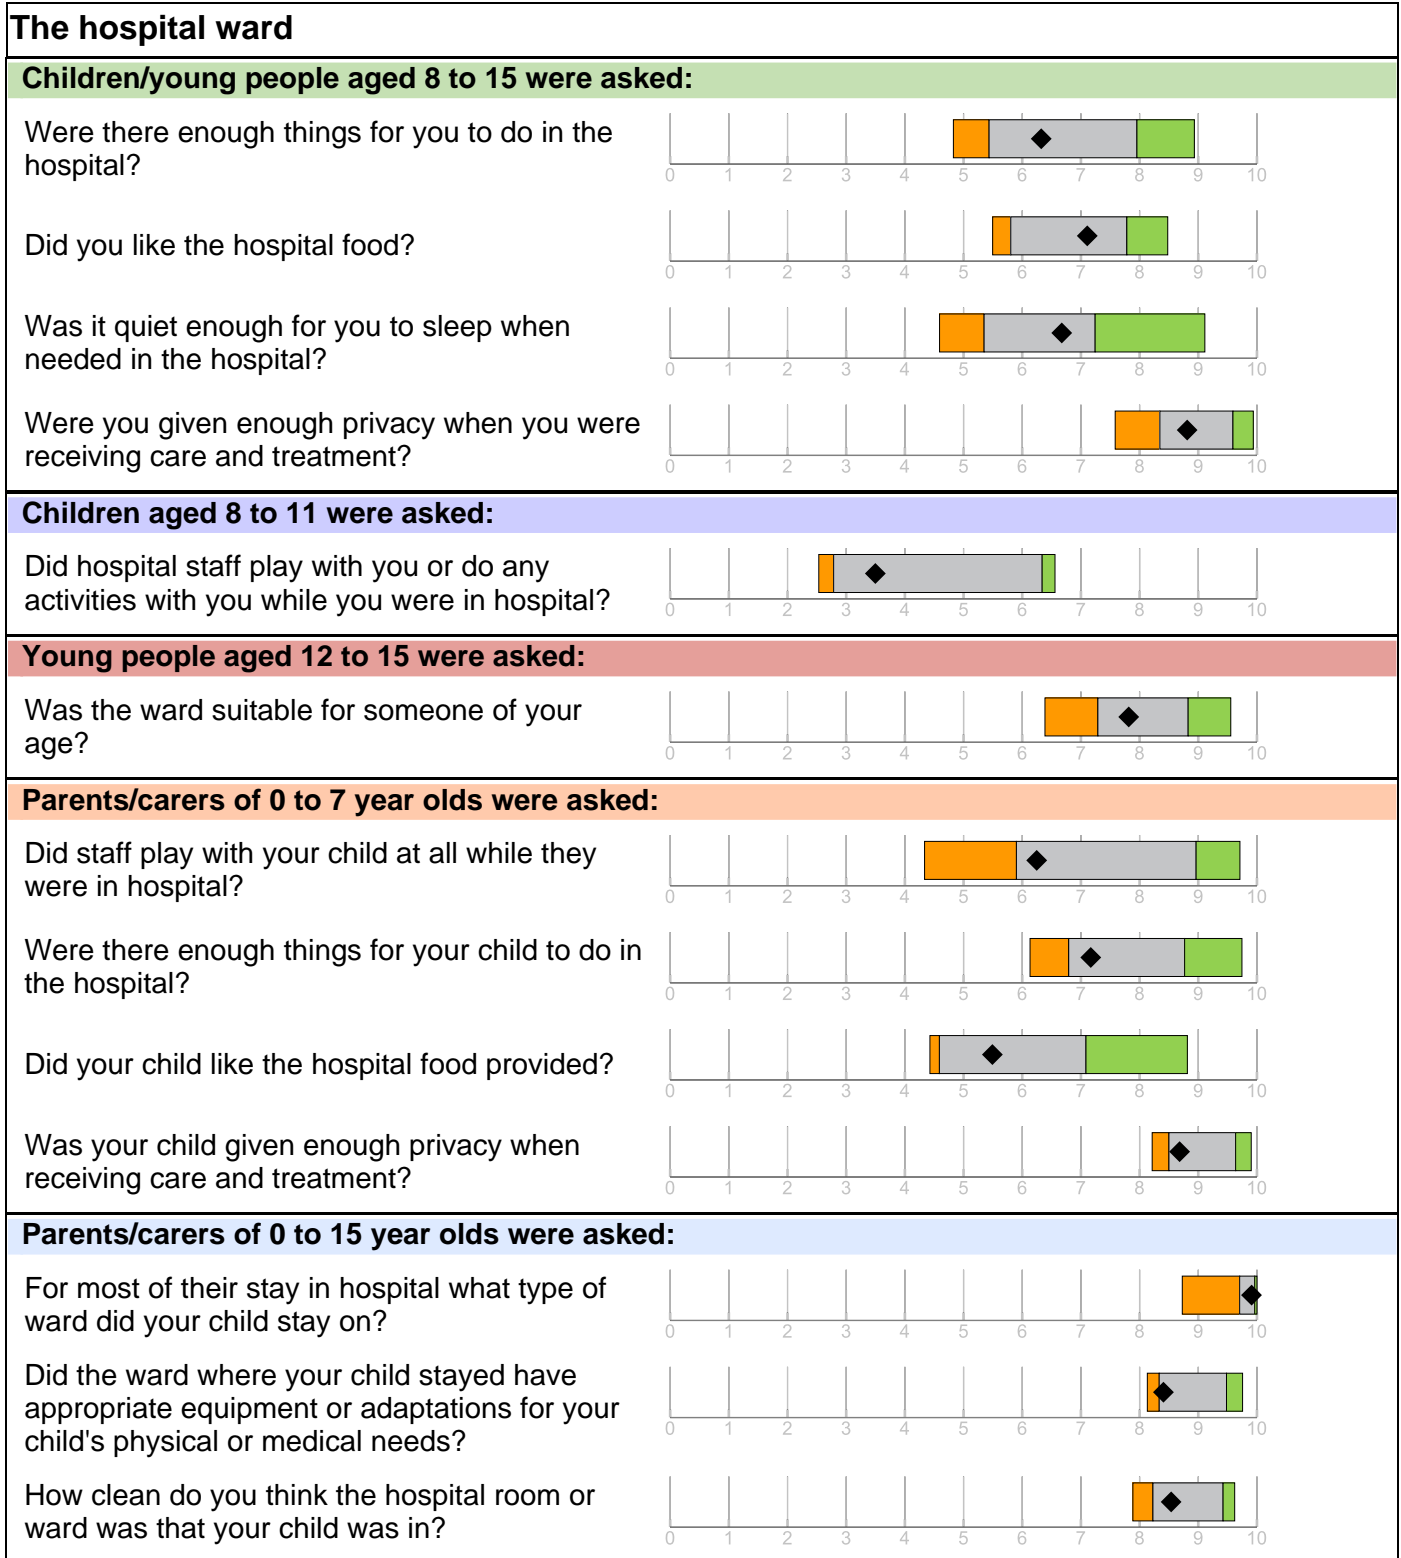 The hospital ward
Children/young people aged 8 to 15 were asked:
Were there enough things for you to do in the
hospital?
0 1 2 3 4 5 6 7 8 9 10
Did you like the hospital food?
0 1 2 3 4 5 6 7 8 9 10
Was it quiet enough for you to sleep when
needed in the hospital?
0 1 2 3 4 5 6 7 8 9 10
Were you given enough privacy when you were
receiving care and treatment?
0 1 2 3 4 5 6 7 8 9 10
Children aged 8 to 11 were asked:
Did hospital staff play with you or do any
activities with you while you were in hospital?
0 1 2 3 4 5 6 7 8 9 10
Young people aged 12 to 15 were asked:
Was the ward suitable for someone of your
age?
0 1 2 3 4 5 6 7 8 9 10
Parents/carers of 0 to 7 year olds were asked:
Did staff play with your child at all while they
were in hospital?
0 1 2 3 4 5 6 7 8 9 10
Were there enough things for your child to do in
the hospital?
0 1 2 3 4 5 6 7 8 9 10
Did your child like the hospital food provided?
0 1 2 3 4 5 6 7 8 9 10
Was your child given enough privacy when
receiving care and treatment?
0 1 2 3 4 5 6 7 8 9 10
Parents/carers of 0 to 15 year olds were asked:
For most of their stay in hospital what type of
ward did your child stay on?
0 1 2 3 4 5 6 7 8 9 10
Did the ward where your child stayed have
appropriate equipment or adaptations for your
child's physical or medical needs?
0 1 2 3 4 5 6 7 8 9 10
How clean do you think the hospital room or
ward was that your child was in?
0 1 2 3 4 5 6 7 8 9 10